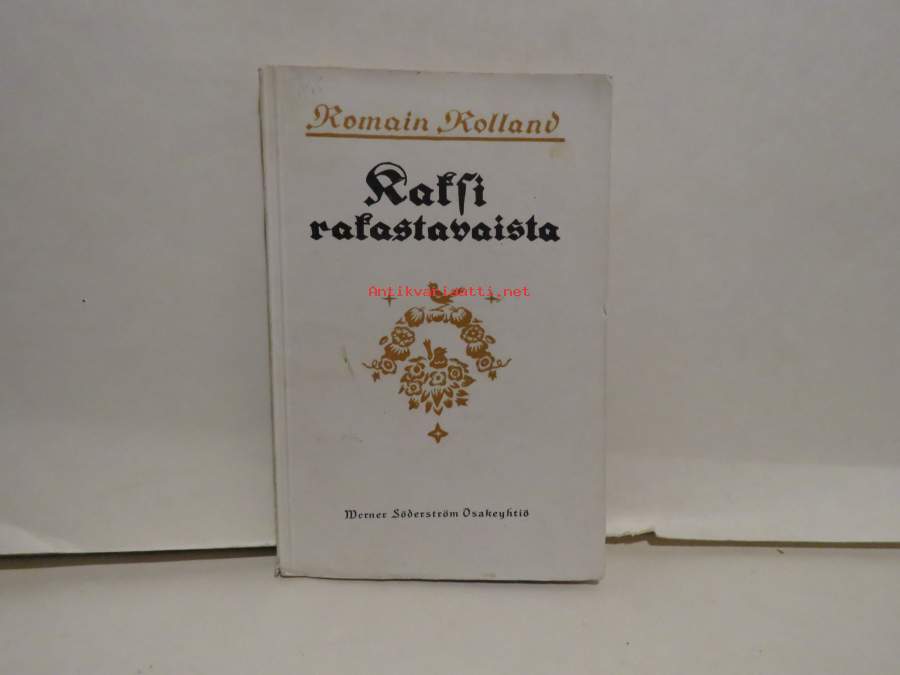 Romain Rolland
Kakſi
rakastavaista
Antikvariaatti.net
Werner Söderström Osakeyhtiö